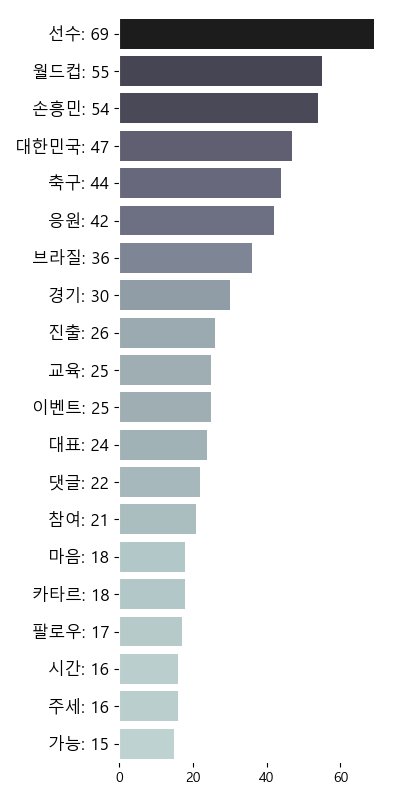 선수: 69
월드컵: 55
손흥민: 54
대한민국: 47
축구: 44
응원: 42
브라질: 36
경기: 30
진출: 26
교육: 25
이벤트: 25
대표: 24
댓글: 22
참여: 21
마음: 18
카타르: 18
팔로우: 17
시간: 16
주세: 16
가능: 15
0 20 40 60